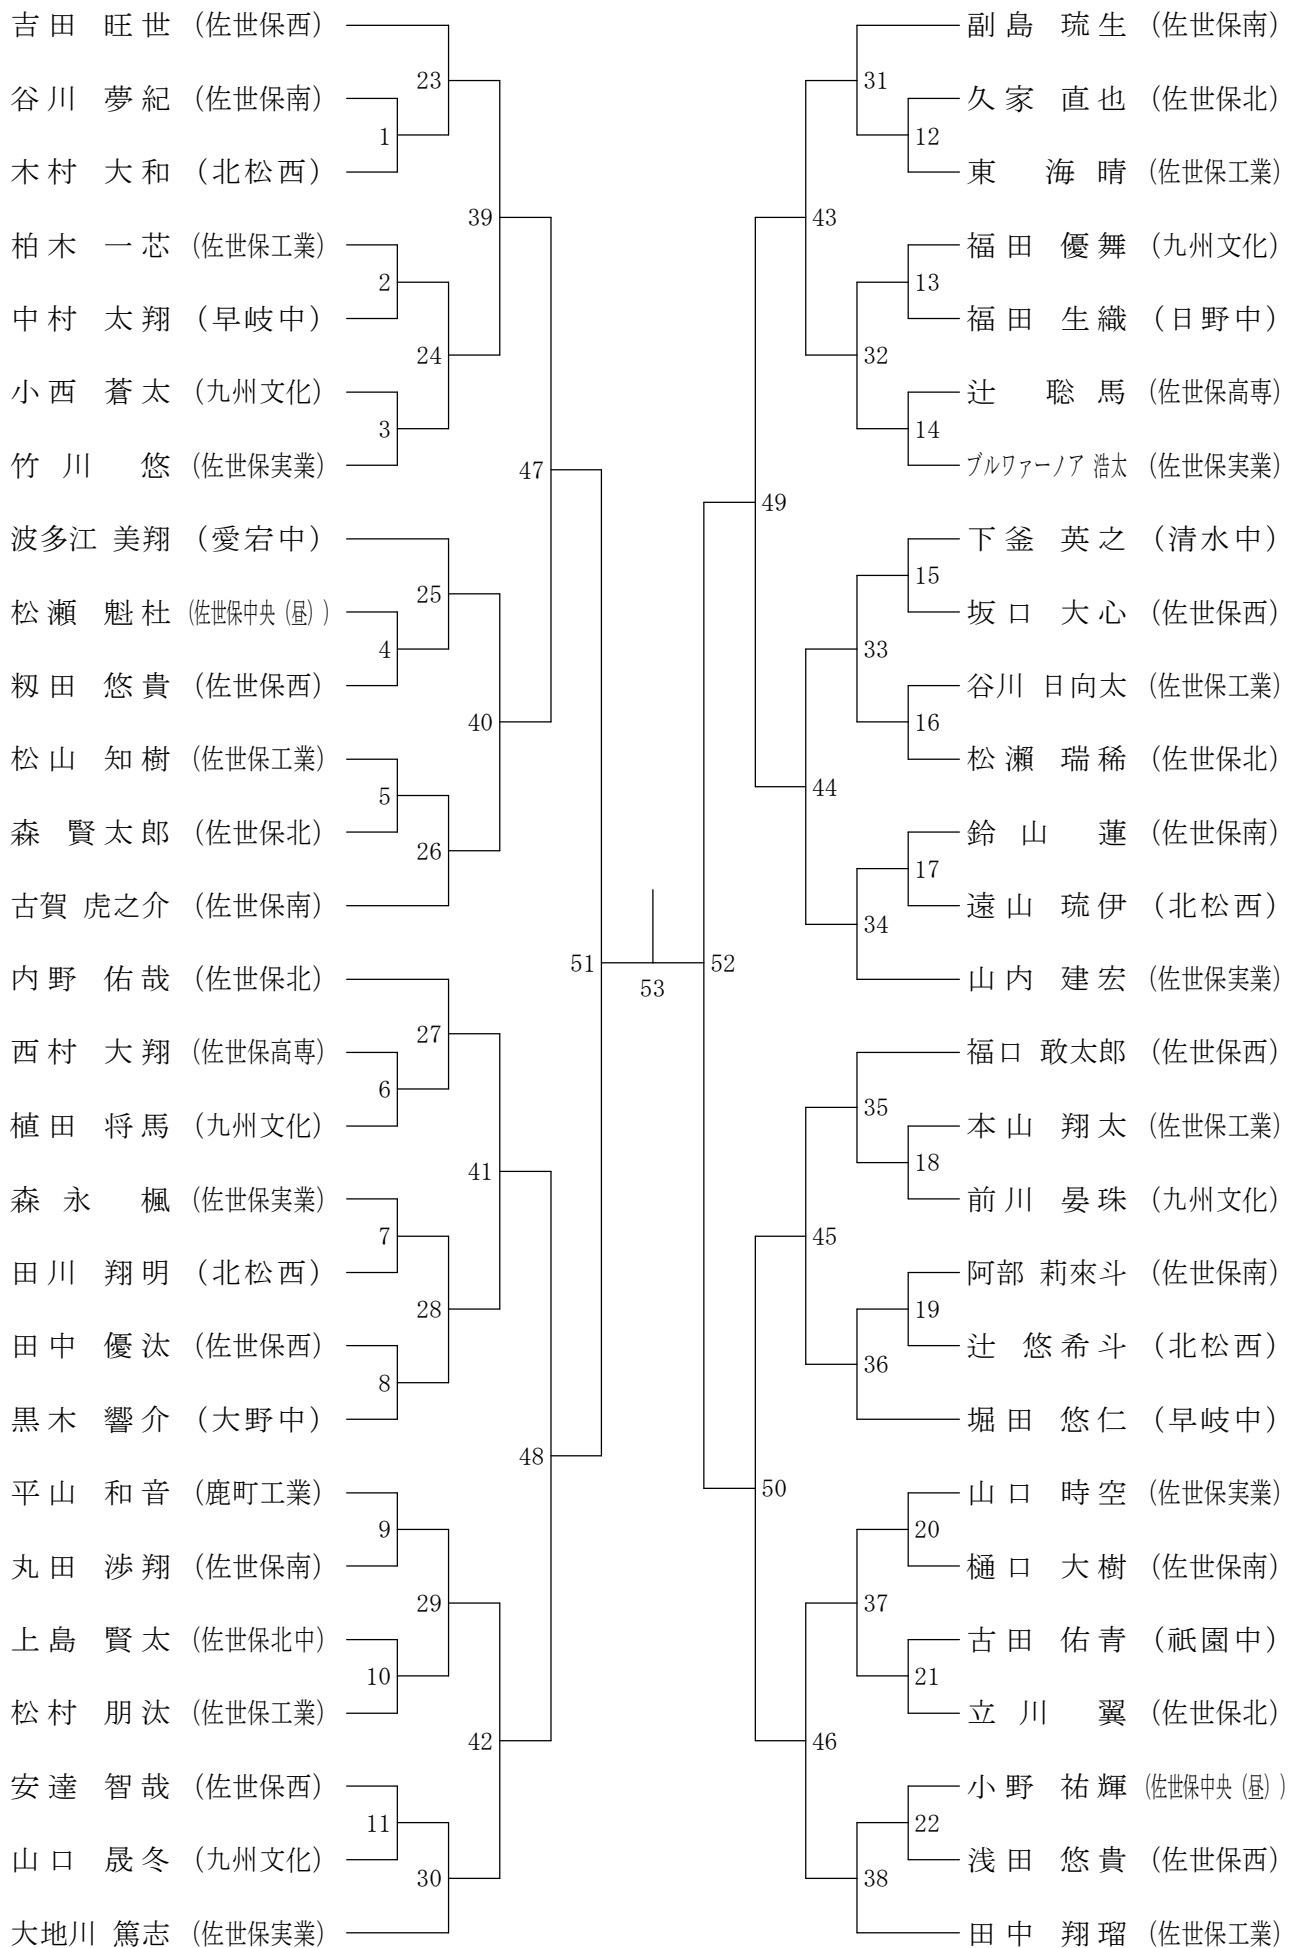 吉田 旺世 (佐世保西)
23
谷川 夢紀 (佐世保南)
1
木村 大和 (北松西)
39
柏木 一芯 (佐世保工業)
2
中村 太翔 (早岐中)
24
小西 蒼太 (九州文化)
3
竹川 悠 (佐世保実業)
47
波多江 美翔 (愛宕中)
25
松瀬 魁杜 (佐世保中央(昼))
4
籾田 悠貴 (佐世保西)
40
松山 知樹 (佐世保工業)
5
森 賢太郎 (佐世保北)
26
古賀 虎之介 (佐世保南)
51
内野 佑哉 (佐世保北)
27
西村 大翔 (佐世保高専)
6
植田 将馬 (九州文化)
41
森永 楓 (佐世保実業)
7
田川 翔明 (北松西)
28
田中 優汰 (佐世保西)
8
黒木 響介 (大野中)
48
平山 和音 (鹿町工業)
9
丸田 渉翔 (佐世保南)
29
上島 賢太 (佐世保北中)
10
松村 朋汰 (佐世保工業)
42
安達 智哉 (佐世保西)
11
山口 晟冬 (九州文化)
30
大地川 篤志 (佐世保実業)
53
副島 琉生 (佐世保南)
31
久家 直也 (佐世保北)
12
東 海晴 (佐世保工業)
43
福田 優舞 (九州文化)
13
福田 生織 (日野中)
32
辻 聡馬 (佐世保高専)
14
ブルワァーノア 浩太 (佐世保実業)
49
下釜 英之 (清水中)
15
坂口 大心 (佐世保西)
33
谷川 日向太 (佐世保工業)
16
松瀬 瑞稀 (佐世保北)
44
鈴山 蓮 (佐世保南)
17
遠山 琉伊 (北松西)
34
52
山内 建宏 (佐世保実業)
福口 敢太郎 (佐世保西)
35
本山 翔太 (佐世保工業)
18
前川 晏珠 (九州文化)
45
阿部 莉來斗 (佐世保南)
19
辻 悠希斗 (北松西)
36
堀田 悠仁 (早岐中)
50
山口 時空 (佐世保実業)
20
樋口 大樹 (佐世保南)
37
古田 佑青 (祇園中)
21
立川 翼 (佐世保北)
46
小野 祐輝 (佐世保中央(昼))
22
浅田 悠貴 (佐世保西)
38
田中 翔瑠 (佐世保工業)